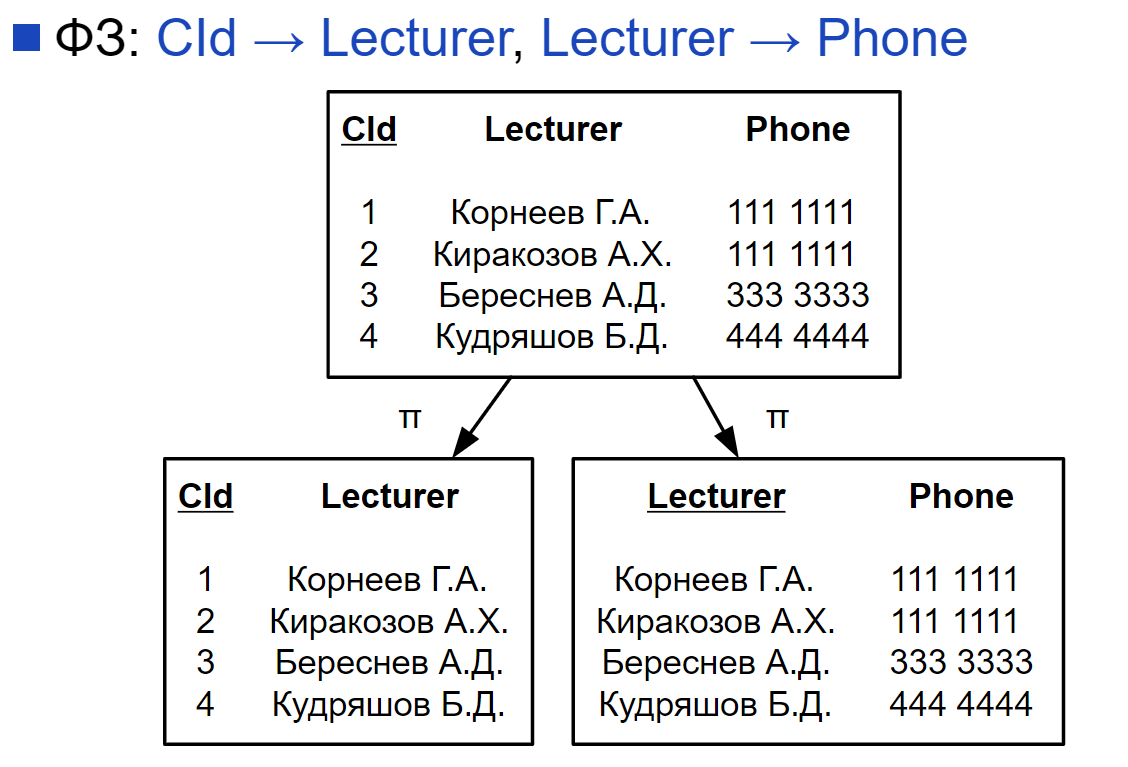 ФЗ: CId → Lecturer, Lecturer → Phone
CId Lecturer Phone
1 Корнеев Г.А. 111 1111
2 Киракозов А.Х. 111 1111
3 Береснев А.Д. 333 3333
4 Кудряшов Б.Д. 444 4444
π π
CId Lecturer
1 Корнеев Г.А.
2 Киракозов А.Х.
3 Береснев А.Д.
4 Кудряшов Б.Д.
Lecturer Phone
Корнеев Г.А. 111 1111
Киракозов А.Х. 111 1111
Береснев А.Д. 333 3333
Кудряшов Б.Д. 444 4444